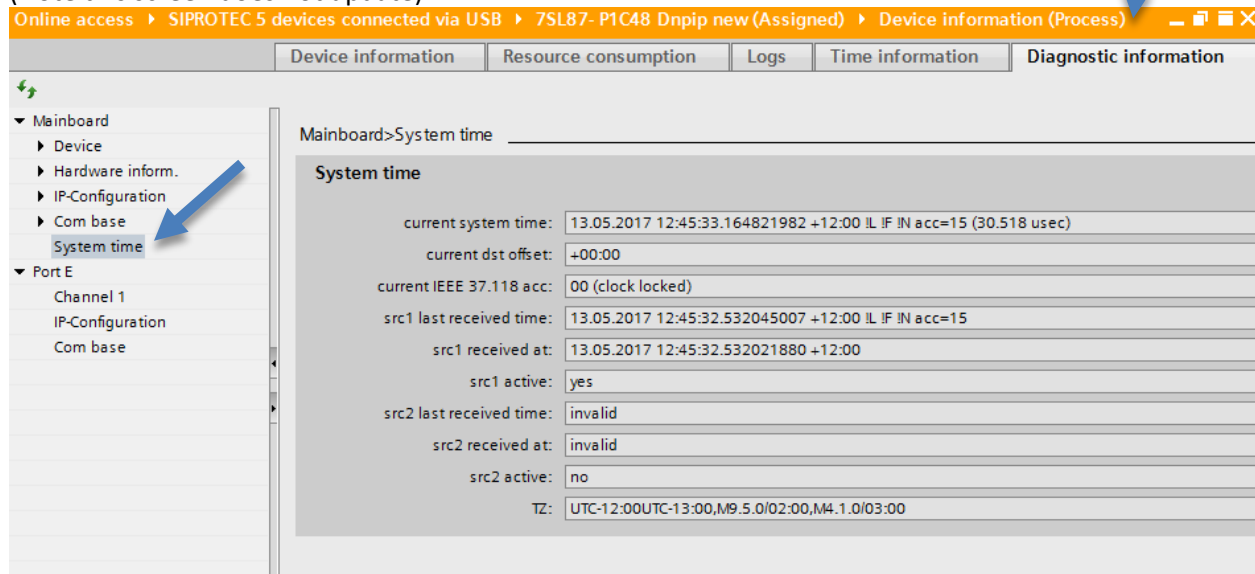 Online access ▸ SIPROTEC 5 devices connected via USB ▸ 7SL87- P1C48 Dnpip new (Assigned) ▸ Device information (Process)
Device information Resource consumption Logs Time information Diagnostic information
Mainboard
Device
Hardware inform.
IP-Configuration
Com base
System time
Port E
Channel 1
IP-Configuration
Com base
Mainboard>System time
System time
current system time: 13.05.2017 12:45:33.164821982 +12:00 !L !F !N acc=15 (30.518 usec)
current dst offset: +00:00
current IEEE 37.118 acc: 00 (clock locked)
src1 last received time: 13.05.2017 12:45:32.532045007 +12:00 !L !F !N acc=15
src1 received at: 13.05.2017 12:45:32.532021880 +12:00
src1 active: yes
src2 last received time: invalid
src2 received at: invalid
src2 active: no
TZ: UTC-12:00UTC-13:00,M9.5.0/02:00,M4.1.0/03:00